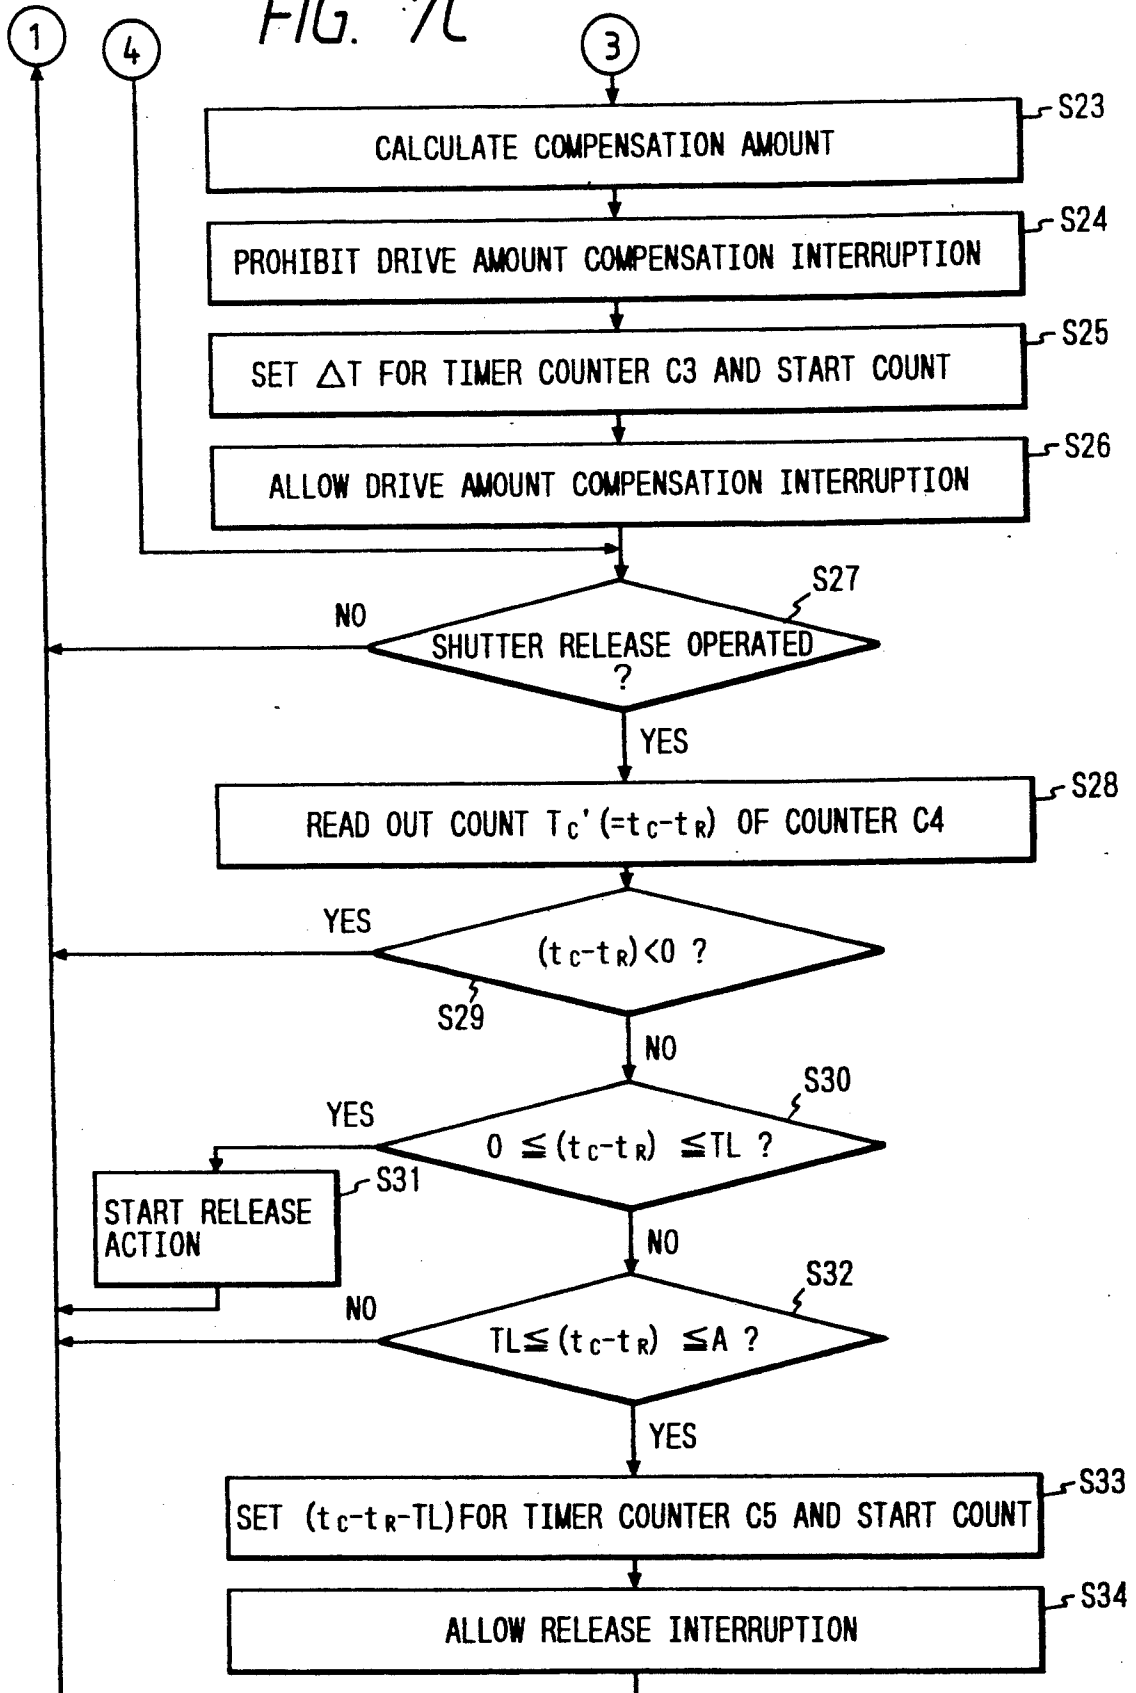 FIG. 7C
1
4
3
S23
CALCULATE COMPENSATION AMOUNT
S24
PROHIBIT DRIVE AMOUNT COMPENSATION INTERRUPTION
S25
SET △T FOR TIMER COUNTER C3 AND START COUNT
S26
ALLOW DRIVE AMOUNT COMPENSATION INTERRUPTION
S27
NO
SHUTTER RELEASE OPERATED
?
YES
S28
READ OUT COUNT Tc'(=tc-tR) OF COUNTER C4
YES
(tc-tR)<0 ?
S29
NO
S30
YES
0 ≦(tc-tR) ≦TL ?
S31
START RELEASE
ACTION
NO
S32
NO
TL≦(tc-tR) ≦A ?
YES
S33
SET (tc-tR-TL)FOR TIMER COUNTER C5 AND START COUNT
S34
ALLOW RELEASE INTERRUPTION